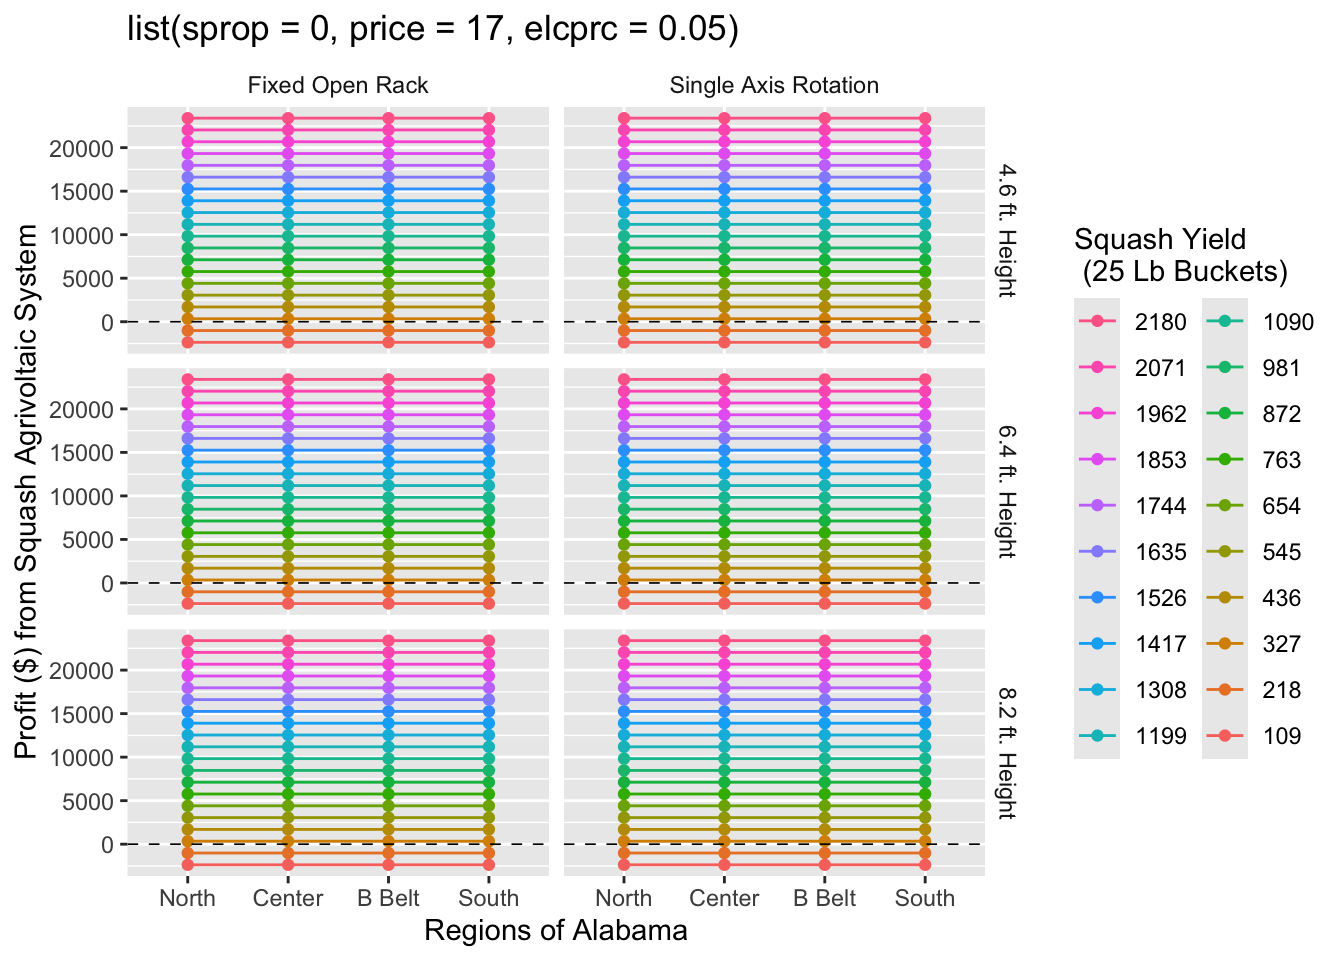 list(sprop = 0, price = 17, elcprc = 0.05)
Fixed Open Rack
Single Axis Rotation
Profit ($) from Squash Agrivoltaic System
20000
15000
10000
5000
0
4.6 ft. Height
20000
15000
10000
5000
0
6.4 ft. Height
20000
15000
10000
5000
0
8.2 ft. Height
North Center B Belt South
North Center B Belt South
Regions of Alabama
Squash Yield
(25 Lb Buckets)
2180 1090
2071 981
1962 872
1853 763
1744 654
1635 545
1526 436
1417 327
1308 218
1199 109